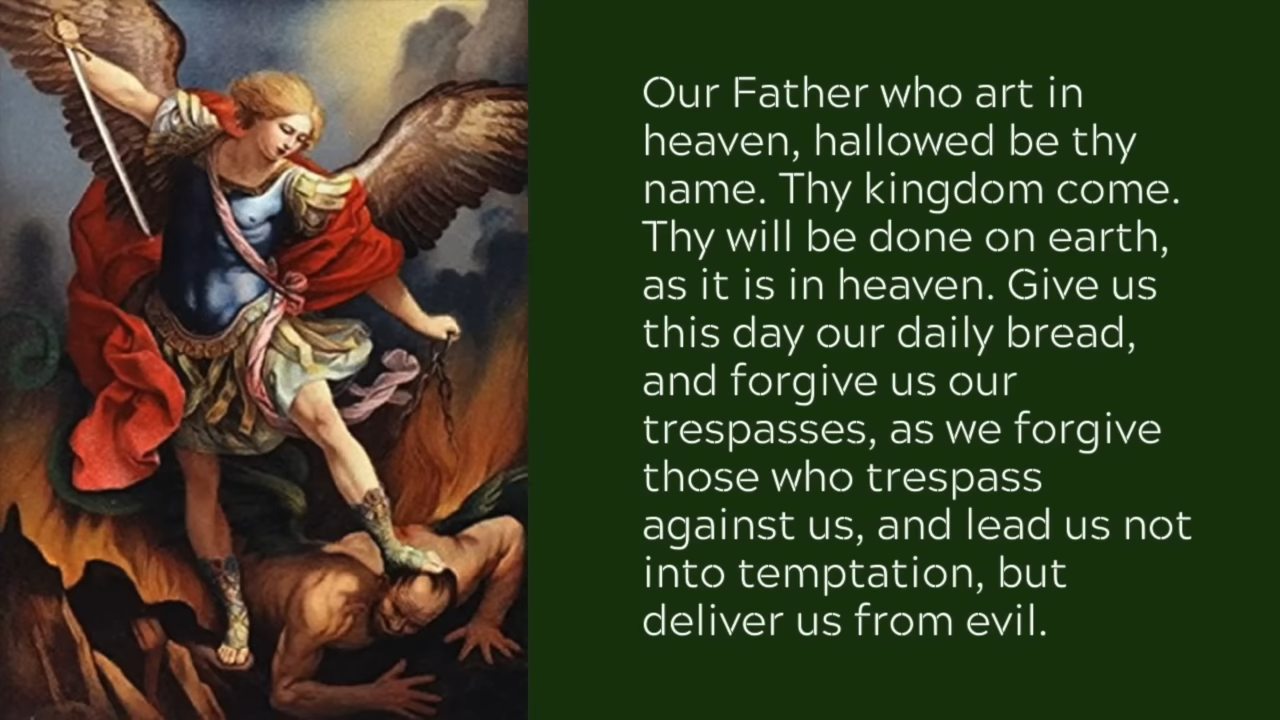 Our Father who art in
heaven, hallowed be thy
name. Thy kingdom come.
Thy will be done on earth,
as it is in heaven. Give us
this day our daily bread,
and forgive us our
trespasses, as we forgive
those who trespass
against us, and lead us not
into temptation, but
deliver us from evil.